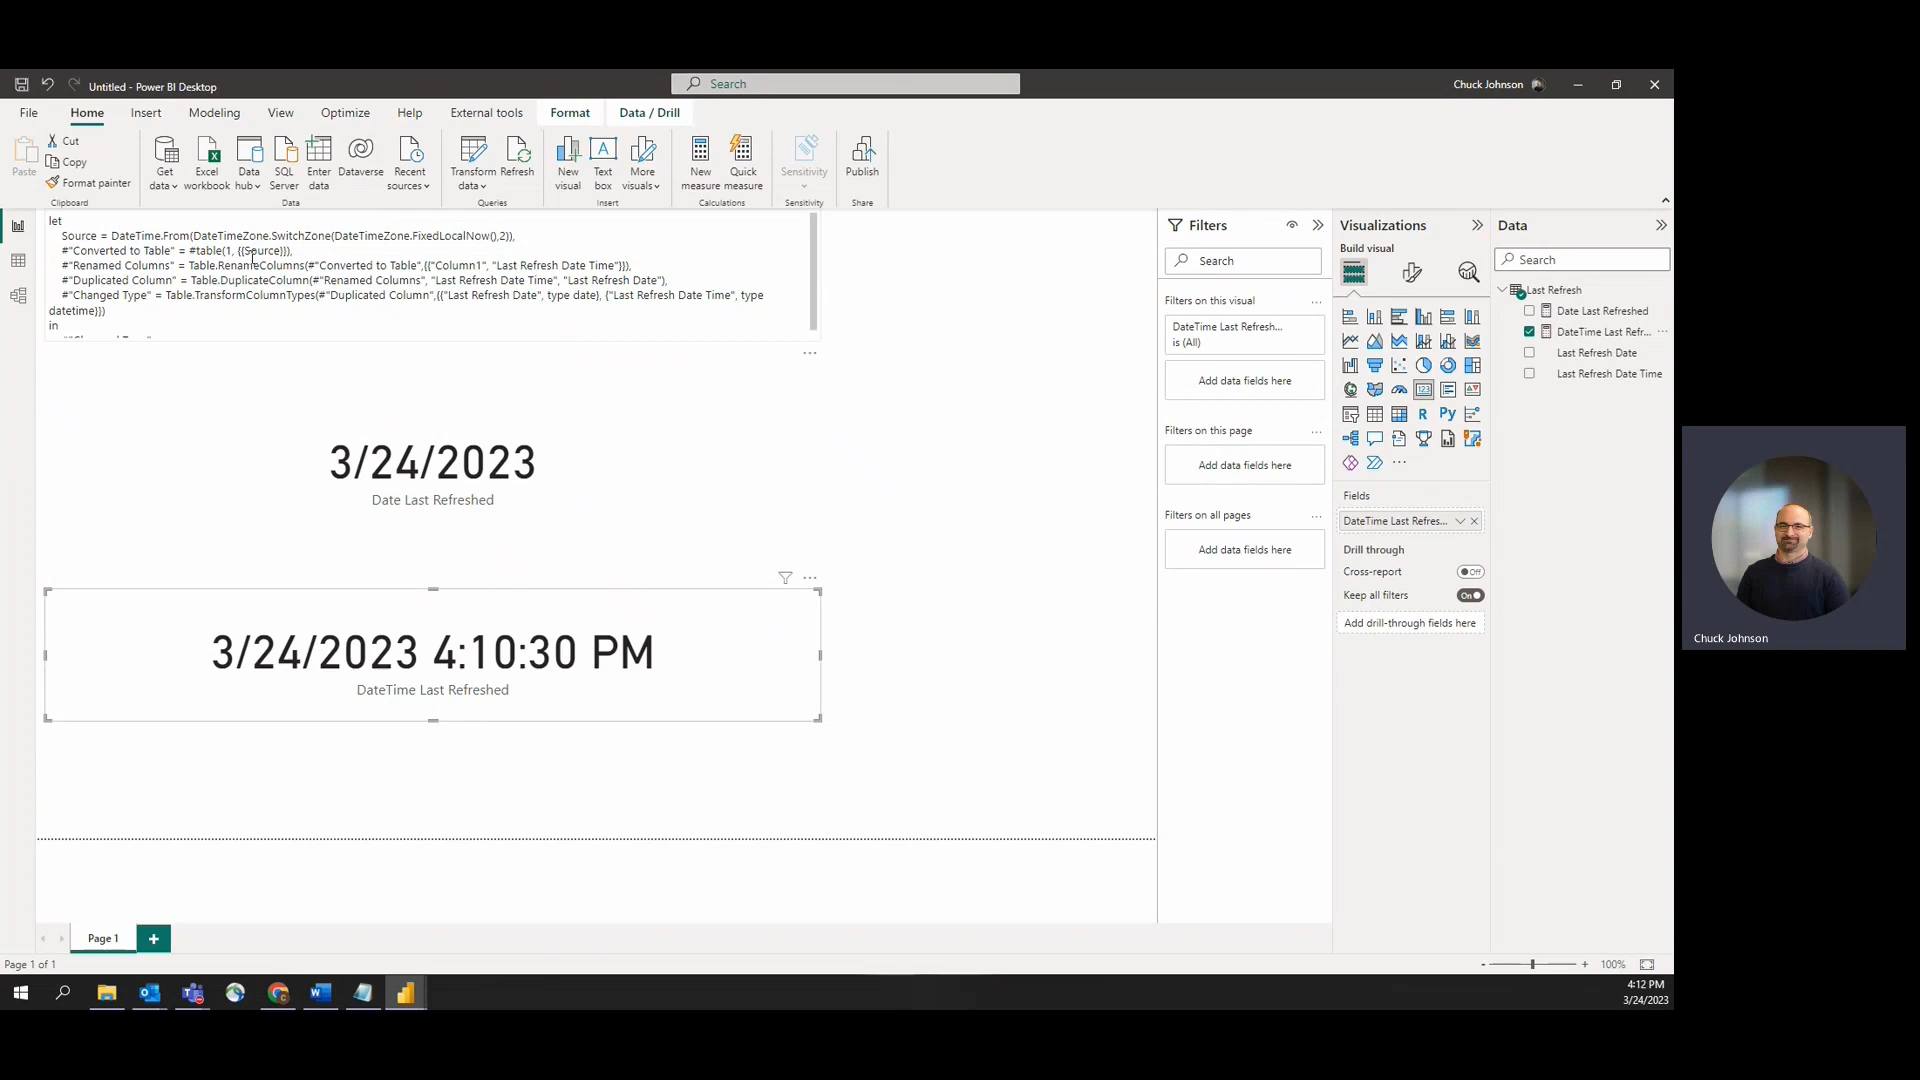 Untitled - Power BI Desktop
Search
Chuck Johnson
File
Home
Insert
Modeling
View
Optimize
Help
External tools
Format
Data / Drill
Paste
Cut
Copy
Format painter
Clipboard
Get data
Excel workbook
Data hub
SQL Server
Enter data
Dataverse
Recent sources
Data
Transform data
Refresh
Queries
New visual
Text box
More visuals
Insert
New measure
Quick measure
Calculations
Sensitivity
Sensitivity
Publish
Share
let
Source = DateTime.From(DateTimeZone.SwitchZone(DateTimeZone.FixedLocalNow(),2)),
#"Converted to Table" = #table(1, {{Source}}),
#"Renamed Columns" = Table.RenameColumns(#"Converted to Table",{{"Column1", "Last Refresh Date Time"}}),
#"Duplicated Column" = Table.DuplicateColumn(#"Renamed Columns", "Last Refresh Date Time", "Last Refresh Date"),
#"Changed Type" = Table.TransformColumnTypes(#"Duplicated Column",{{"Last Refresh Date", type date}, {"Last Refresh Date Time", type
datetime}})
in
3/24/2023
Date Last Refreshed
3/24/2023 4:10:30 PM
DateTime Last Refreshed
Filters
Search
Filters on this visual
DateTime Last Refresh...
is (All)
Add data fields here
Filters on this page
Add data fields here
Filters on all pages
Add data fields here
Visualizations
Build visual
123
R
Py
Fields
DateTime Last Refres...
Drill through
Cross-report
Off
Keep all filters
On
Add drill-through fields here
Data
Search
Last Refresh
Date Last Refreshed
DateTime Last Refr...
Last Refresh Date
Last Refresh Date Time
Chuck Johnson
Page 1
Page 1 of 1
100%
4:12 PM
3/24/2023